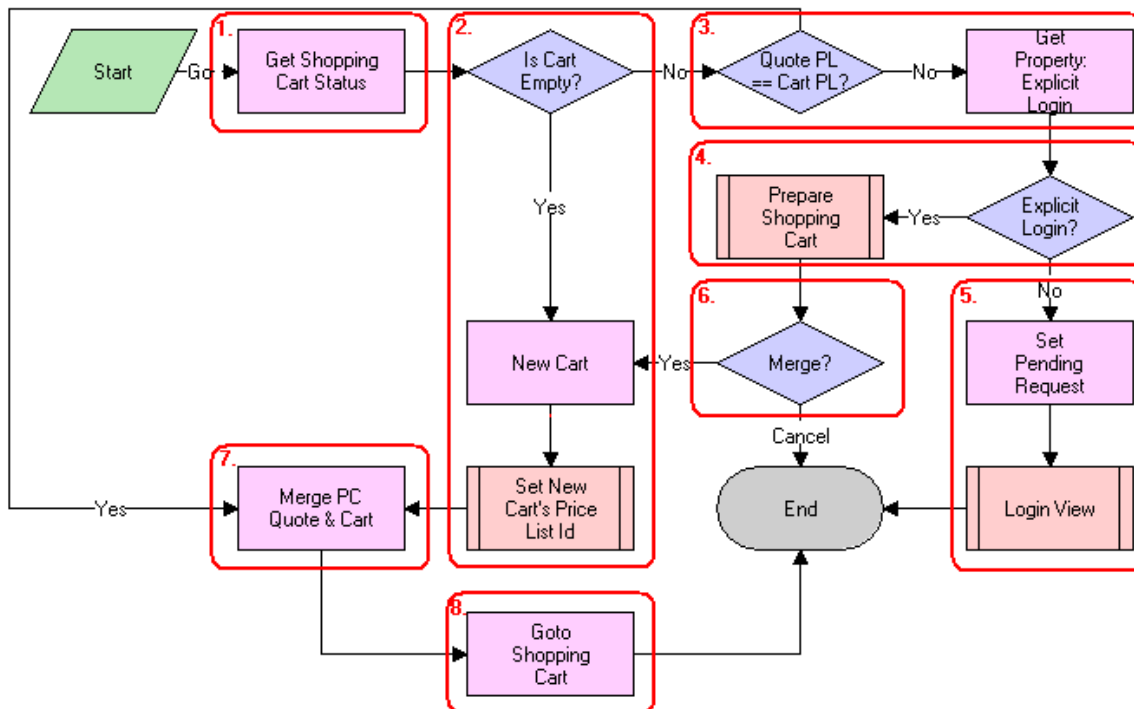 1.
2.
3.
Start
Go
Get Shopping
Cart Status
Is Cart
Empty?
No
Quote PL
== Cart PL?
No
Get
Property:
Explicit
Login
4.
Prepare
Shopping
Cart
Yes
Explicit
Login?
Yes
No
6.
5.
New Cart
Yes
Merge?
Set
Pending
Request
Cancel
7.
Yes
Merge PC
Quote & Cart
Set New
Cart's Price
List Id
End
Login View
8.
Goto
Shopping
Cart